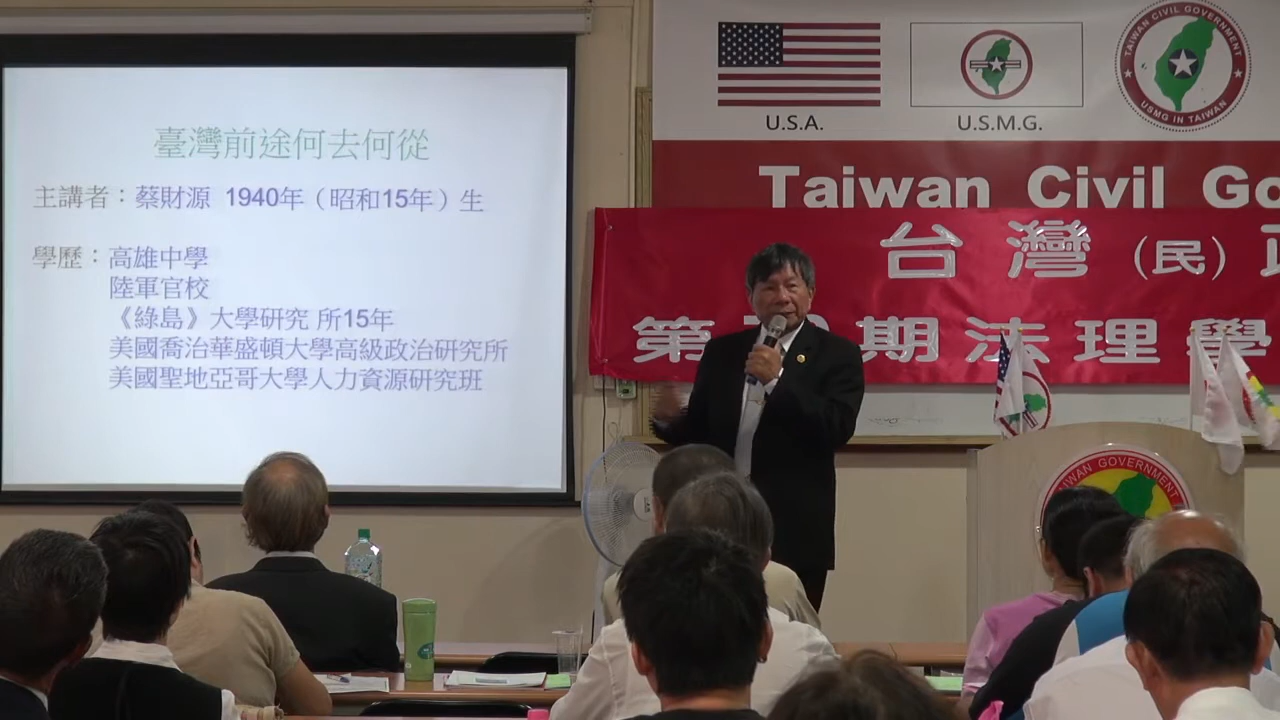 臺灣前途何去何從
主講者：蔡財源 1940年（昭和15年）生
學歷：高雄中學
陸軍官校
《綠島》大學研究 所15年
美國喬治華盛頓大學高級政治研究所
美國聖地亞哥大學人力資源研究班
U.S.A.
U.S.M.G.
TAIWAN CIVIL GOVERNMENT
USMG IN TAIWAN
Taiwan Civil Go
台灣（民）
第
期法理學
TAIWAN GOVERNMENT